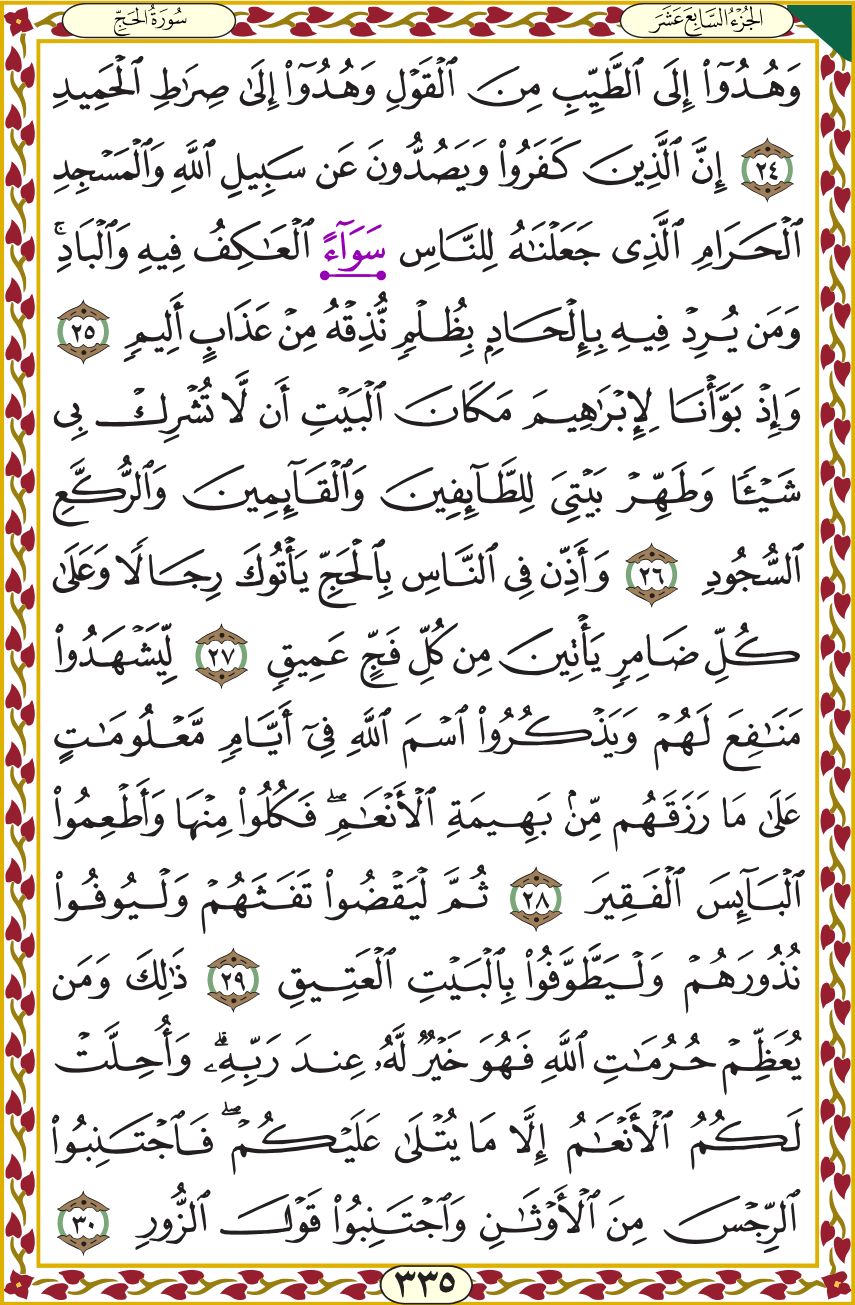 الجُزْءُ السَّابِعَ عَشَرَ
سُورَةُ الحَجِّ
وَهُدُوٓا۟ إِلَى ٱلطَّيِّبِ مِنَ ٱلْقَوْلِ وَهُدُوٓا۟ إِلَىٰ صِرَٰطِ ٱلْحَمِيدِ
٢٤ إِنَّ ٱلَّذِينَ كَفَرُوا۟ وَيَصُدُّونَ عَن سَبِيلِ ٱللَّهِ وَٱلْمَسْجِدِ
ٱلْحَرَامِ ٱلَّذِى جَعَلْنَـٰهُ لِلنَّاسِ سَوَآءً ٱلْعَـٰكِفُ فِيهِ وَٱلْبَادِ ۚ
وَمَن يُرِدْ فِيهِ بِإِلْحَادٍۭ بِظُلْمٍ نُّذِقْهُ مِنْ عَذَابٍ أَلِيمٍ ٢٥
وَإِذْ بَوَّأْنَا لِإِبْرَٰهِيمَ مَكَانَ ٱلْبَيْتِ أَن لَّا تُشْرِكْ بِى
شَيْـًٔا وَطَهِّرْ بَيْتِىَ لِلطَّآئِفِينَ وَٱلْقَآئِمِينَ وَٱلرُّكَّعِ
ٱلسُّجُودِ ٢٦ وَأَذِّن فِى ٱلنَّاسِ بِٱلْحَجِّ يَأْتُوكَ رِجَالًا وَعَلَىٰ
كُلِّ ضَامِرٍ يَأْتِينَ مِن كُلِّ فَجٍّ عَمِيقٍ ٢٧ لِّيَشْهَدُوا۟
مَنَـٰفِعَ لَهُمْ وَيَذْكُرُوا۟ ٱسْمَ ٱللَّهِ فِىٓ أَيَّامٍ مَّعْلُومَـٰتٍ
عَلَىٰ مَا رَزَقَهُم مِّنۢ بَهِيمَةِ ٱلْأَنْعَـٰمِ ۖ فَكُلُوا۟ مِنْهَا وَأَطْعِمُوا۟
ٱلْبَآئِسَ ٱلْفَقِيرَ ٢٨ ثُمَّ لْيَقْضُوا۟ تَفَثَهُمْ وَلْيُوفُوا۟
نُذُورَهُمْ وَلْيَطَّوَّفُوا۟ بِٱلْبَيْتِ ٱلْعَتِيقِ ٢٩ ذَٰلِكَ وَمَن
يُعَظِّمْ حُرُمَـٰتِ ٱللَّهِ فَهُوَ خَيْرٌ لَّهُۥ عِندَ رَبِّهِۦ ۗ وَأُحِلَّتْ
لَكُمُ ٱلْأَنْعَـٰمُ إِلَّا مَا يُتْلَىٰ عَلَيْكُمْ ۖ فَٱجْتَنِبُوا۟
ٱلرِّجْسَ مِنَ ٱلْأَوْثَـٰنِ وَٱجْتَنِبُوا۟ قَوْلَ ٱلزُّورِ ٣٠
٣٣٥